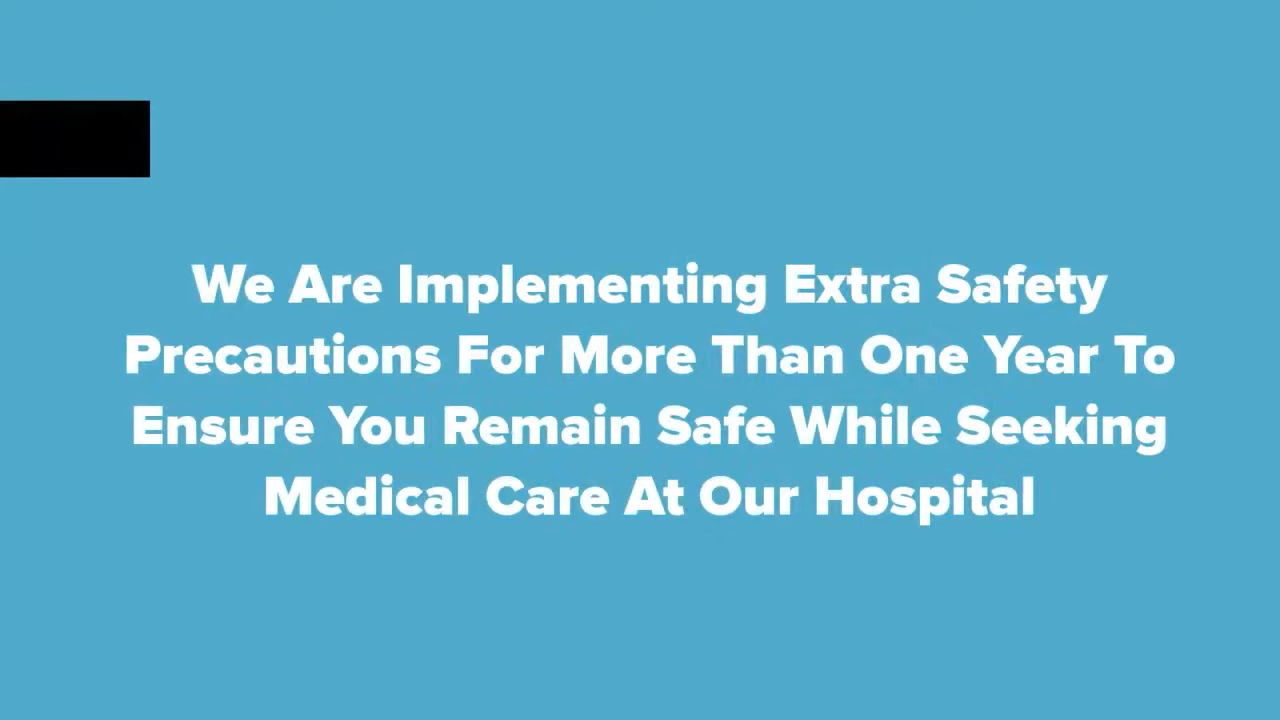 We Are Implementing Extra Safety
Precautions For More Than One Year To
Ensure You Remain Safe While Seeking
Medical Care At Our Hospital